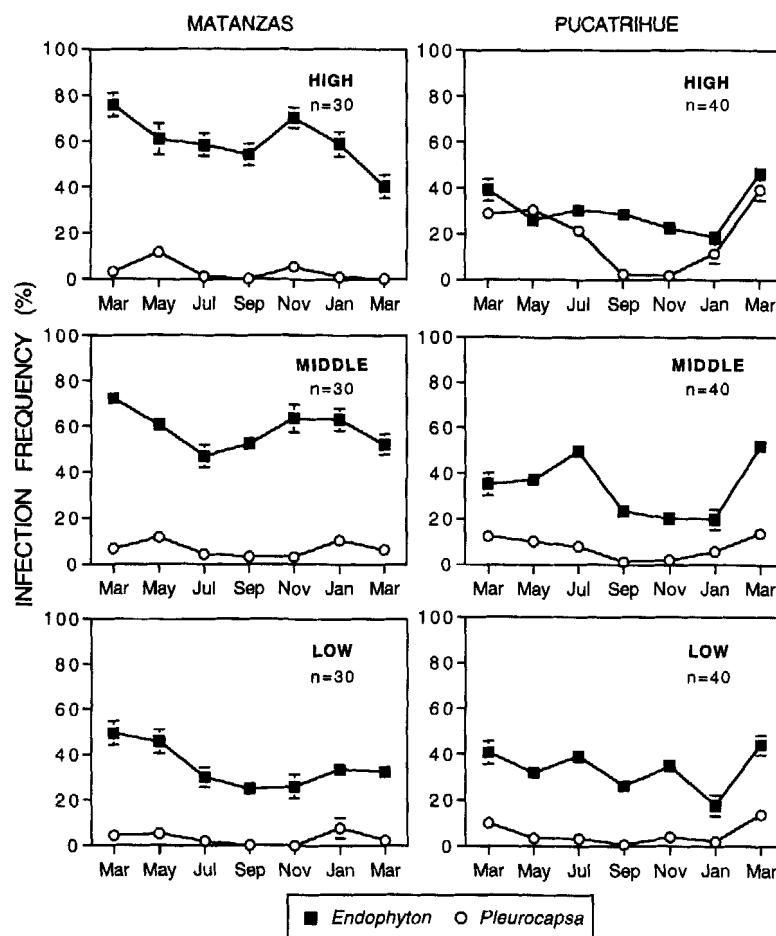 MATANZAS
PUCATRIHUE
INFECTION FREQUENCY (%)
100
80
60
40
20
0
HIGH
n=30
Mar May Jul Sep Nov Jan Mar
100
80
60
40
20
0
HIGH
n=40
Mar May Jul Sep Nov Jan Mar
100
80
60
40
20
0
MIDDLE
n=30
Mar May Jul Sep Nov Jan Mar
100
80
60
40
20
0
MIDDLE
n=40
Mar May Jul Sep Nov Jan Mar
100
80
60
40
20
0
LOW
n=30
Mar May Jul Sep Nov Jan Mar
100
80
60
40
20
0
LOW
n=40
Mar May Jul Sep Nov Jan Mar
Endophyton Pleurocapsa